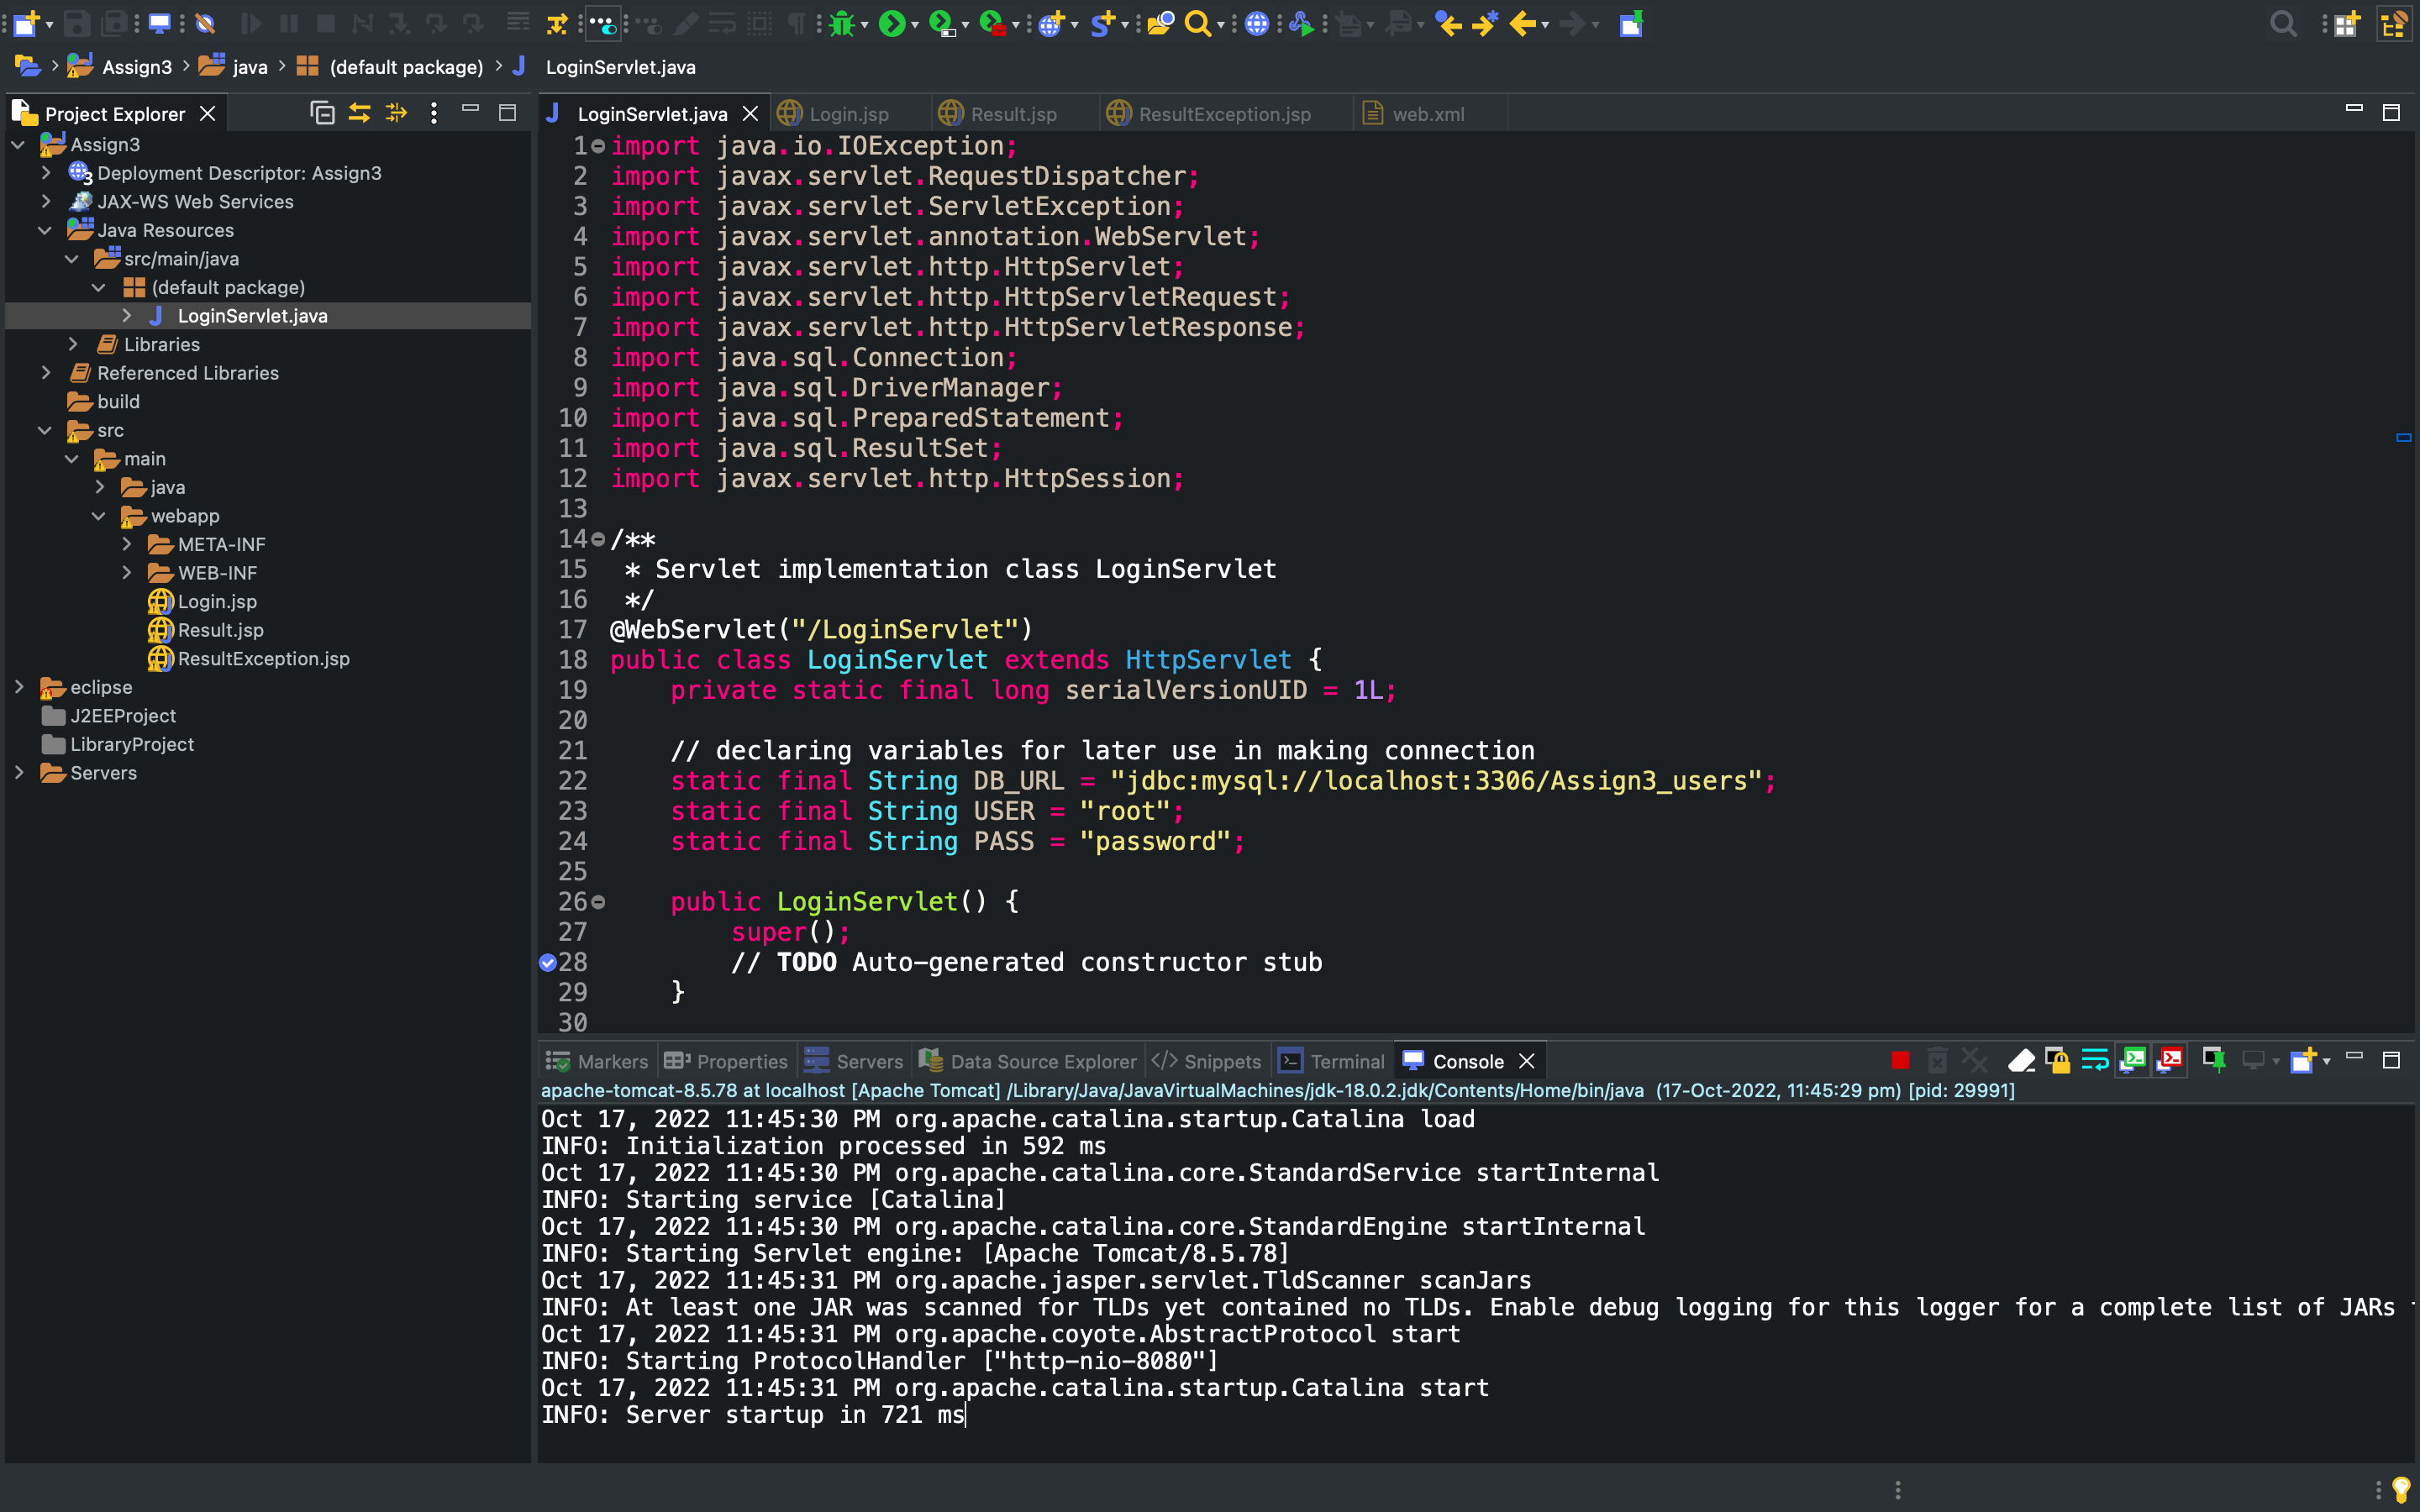 Assign3 > java > (default package) > LoginServlet.java
Project Explorer
Assign3
Deployment Descriptor: Assign3
JAX-WS Web Services
Java Resources
src/main/java
(default package)
LoginServlet.java
Libraries
Referenced Libraries
build
src
main
java
webapp
META-INF
WEB-INF
Login.jsp
Result.jsp
ResultException.jsp
eclipse
J2EEProject
LibraryProject
Servers
LoginServlet.java Login.jsp Result.jsp ResultException.jsp web.xml
1 import java.io.IOException;
2 import javax.servlet.RequestDispatcher;
3 import javax.servlet.ServletException;
4 import javax.servlet.annotation.WebServlet;
5 import javax.servlet.http.HttpServlet;
6 import javax.servlet.http.HttpServletRequest;
7 import javax.servlet.http.HttpServletResponse;
8 import java.sql.Connection;
9 import java.sql.DriverManager;
10 import java.sql.PreparedStatement;
11 import java.sql.ResultSet;
12 import javax.servlet.http.HttpSession;
13
14 /**
15 * Servlet implementation class LoginServlet
16 */
17 @WebServlet("/LoginServlet")
18 public class LoginServlet extends HttpServlet {
19 private static final long serialVersionUID = 1L;
20
21 // declaring variables for later use in making connection
22 static final String DB_URL = "jdbc:mysql://localhost:3306/Assign3_users";
23 static final String USER = "root";
24 static final String PASS = "password";
25
26 public LoginServlet() {
27 super();
28 // TODO Auto-generated constructor stub
29 }
30
Markers Properties Servers Data Source Explorer Snippets Terminal Console
apache-tomcat-8.5.78 at localhost [Apache Tomcat] /Library/Java/JavaVirtualMachines/jdk-18.0.2.jdk/Contents/Home/bin/java (17-Oct-2022, 11:45:29 pm) [pid: 29991]
Oct 17, 2022 11:45:30 PM org.apache.catalina.startup.Catalina load
INFO: Initialization processed in 592 ms
Oct 17, 2022 11:45:30 PM org.apache.catalina.core.StandardService startInternal
INFO: Starting service [Catalina]
Oct 17, 2022 11:45:30 PM org.apache.catalina.core.StandardEngine startInternal
INFO: Starting Servlet engine: [Apache Tomcat/8.5.78]
Oct 17, 2022 11:45:31 PM org.apache.jasper.servlet.TldScanner scanJars
INFO: At least one JAR was scanned for TLDs yet contained no TLDs. Enable debug logging for this logger for a complete list of JARs
Oct 17, 2022 11:45:31 PM org.apache.coyote.AbstractProtocol start
INFO: Starting ProtocolHandler ["http-nio-8080"]
Oct 17, 2022 11:45:31 PM org.apache.catalina.startup.Catalina start
INFO: Server startup in 721 ms